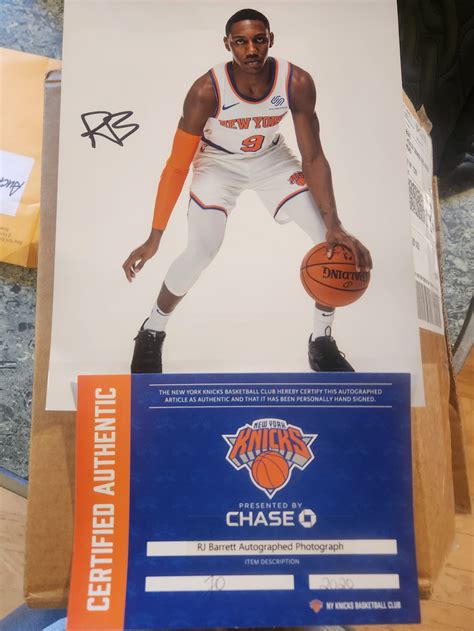 RB
NEW YORK
9
SPALDING
THE NEW YORK KNICKS BASKETBALL CLUB HEREBY CERTIFY THIS AUTOGRAPHED
ARTICLE AS AUTHENTIC AND THAT IT HAS BEEN PERSONALLY HAND SIGNED.
CERTIFIED AUTHENTIC
NEW YORK
KNICKS
PRESENTED BY
CHASE
RJ Barrett Autographed Photograph
ITEM DESCRIPTION
10
2020
NY KNICKS BASKETBALL CLUB